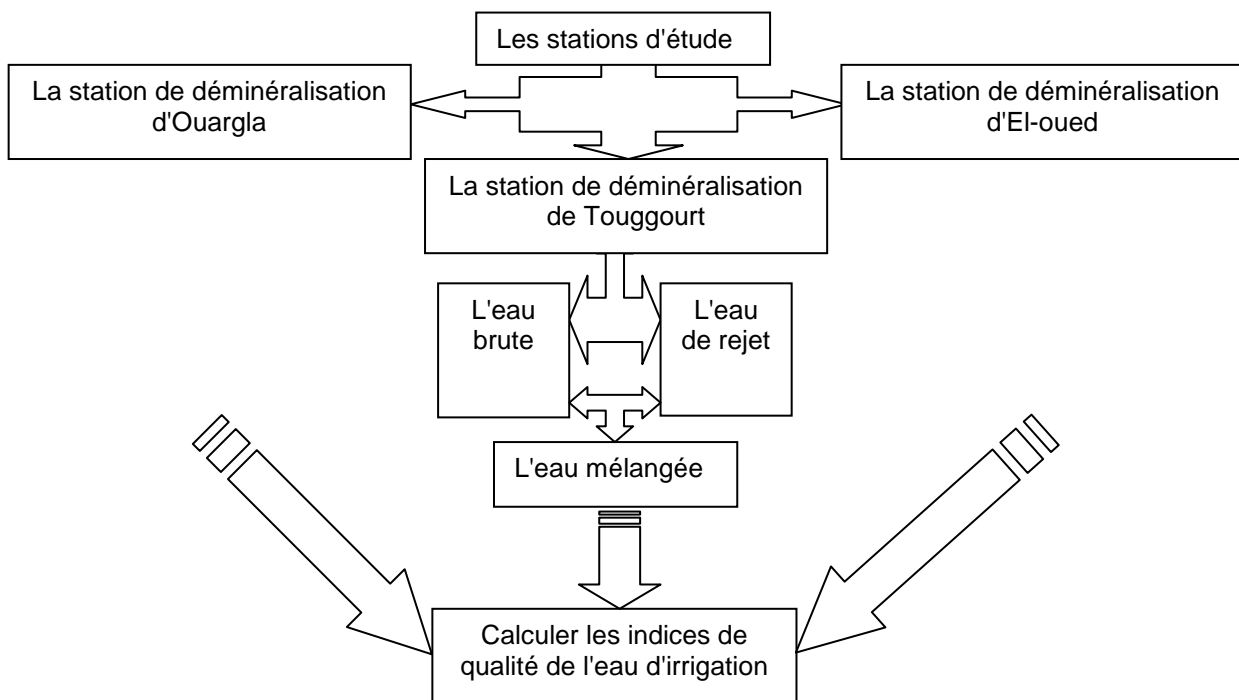 Les stations d'étude
La station de déminéralisation
d'Ouargla
La station de déminéralisation
d'El-oued
La station de déminéralisation
de Touggourt
L'eau
brute
L'eau
de rejet
L'eau mélangée
Calculer les indices de
qualité de l'eau d'irrigation